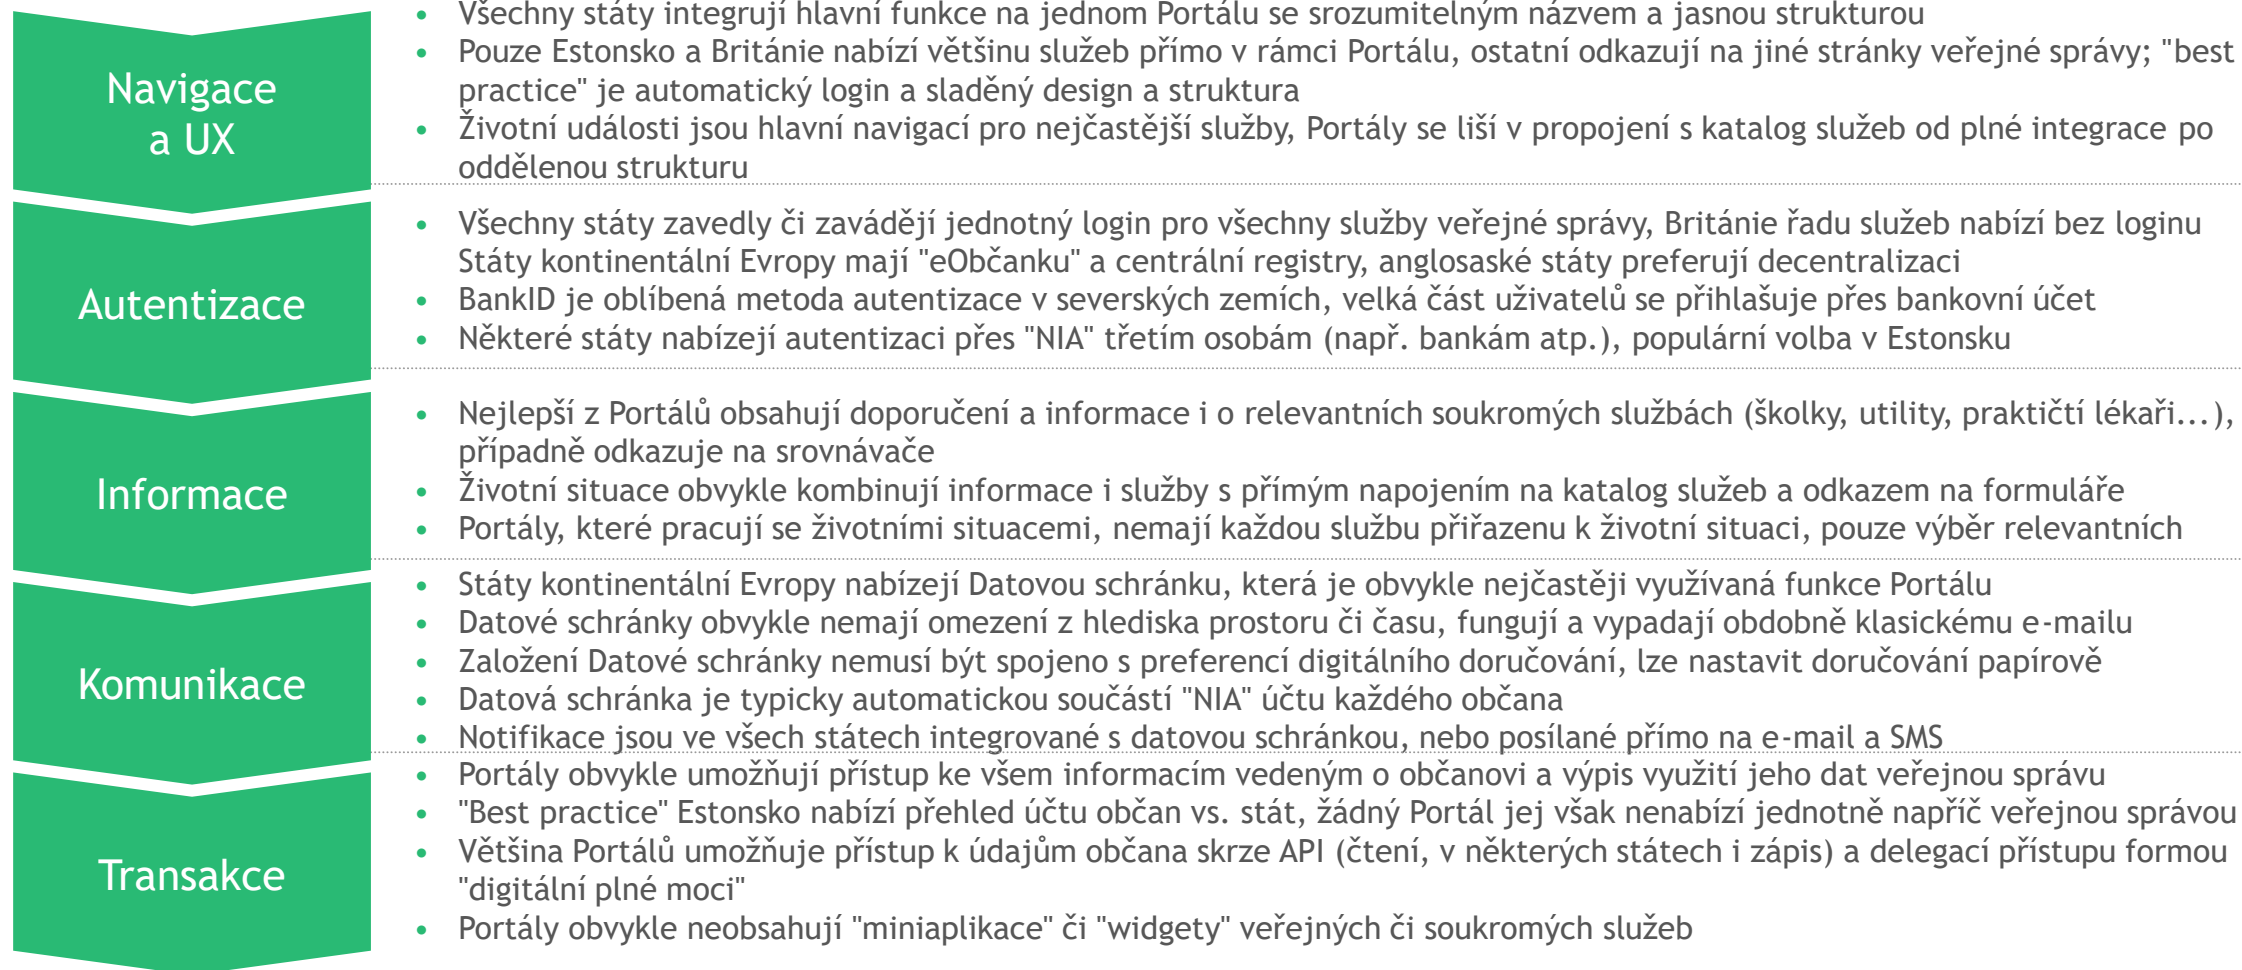 Navigace
a UX
• Všechny státy integrují hlavní funkce na jednom Portálu se srozumitelným názvem a jasnou strukturou
• Pouze Estonsko a Británie nabízí většinu služeb přímo v rámci Portálu, ostatní odkazují na jiné stránky veřejné správy; "best
practice" je automatický login a sladěný design a struktura
• Životní události jsou hlavní navigací pro nejčastější služby, Portály se liší v propojení s katalog služeb od plné integrace po
oddělenou strukturu
Autentizace
• Všechny státy zavedly či zavádějí jednotný login pro všechny služby veřejné správy, Británie řadu služeb nabízí bez loginu
Státy kontinentální Evropy mají "eObčanku" a centrální registry, anglosaské státy preferují decentralizaci
• BankID je oblíbená metoda autentizace v severských zemích, velká část uživatelů se přihlašuje přes bankovní účet
• Některé státy nabízejí autentizaci přes "NIA" třetím osobám (např. bankám atp.), populární volba v Estonsku
Informace
• Nejlepší z Portálů obsahují doporučení a informace i o relevantních soukromých službách (školky, utility, praktičtí lékaři...),
případně odkazuje na srovnávače
• Životní situace obvykle kombinují informace i služby s přímým napojením na katalog služeb a odkazem na formuláře
• Portály, které pracují se životními situacemi, nemají každou službu přiřazenu k životní situaci, pouze výběr relevantních
Komunikace
• Státy kontinentální Evropy nabízejí Datovou schránku, která je obvykle nejčastěji využívaná funkce Portálu
• Datové schránky obvykle nemají omezení z hlediska prostoru či času, fungují a vypadají obdobně klasickému e-mailu
• Založení Datové schránky nemusí být spojeno s preferencí digitálního doručování, lze nastavit doručování papírově
• Datová schránka je typicky automatickou součástí "NIA" účtu každého občana
• Notifikace jsou ve všech státech integrované s datovou schránkou, nebo posílané přímo na e-mail a SMS
Transakce
• Portály obvykle umožňují přístup ke všem informacím vedeným o občanovi a výpis využití jeho dat veřejnou správu
• "Best practice" Estonsko nabízí přehled účtu občan vs. stát, žádný Portál jej však nenabízí jednotně napříč veřejnou správou
• Většina Portálů umožňuje přístup k údajům občana skrze API (čtení, v některých státech i zápis) a delegací přístupu formou
"digitální plné moci"
• Portály obvykle neobsahují "miniaplikace" či "widgety" veřejných či soukromých služeb